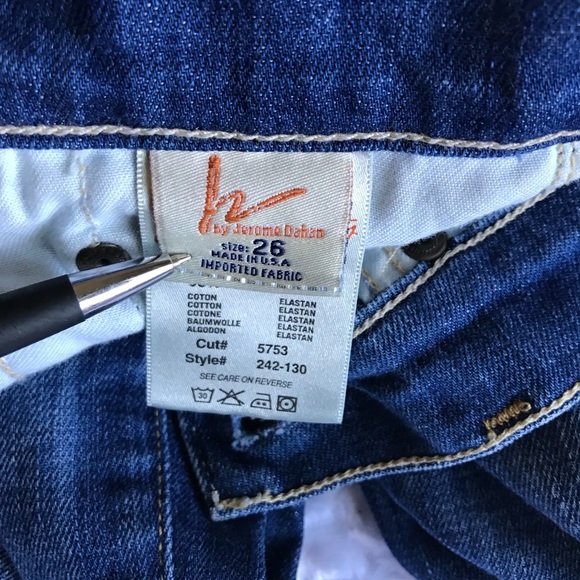 by Jerome Dahan
SIZE: 26
MADE IN U.S.A
IMPORTED FABRIC
COTON ELASTAN
COTTON ELASTAN
COTONE ELASTAN
BAUMWOLLE ELASTAN
ALGODON ELASTAN
Cut# 5753
Style# 242-130
SEE CARE ON REVERSE
30